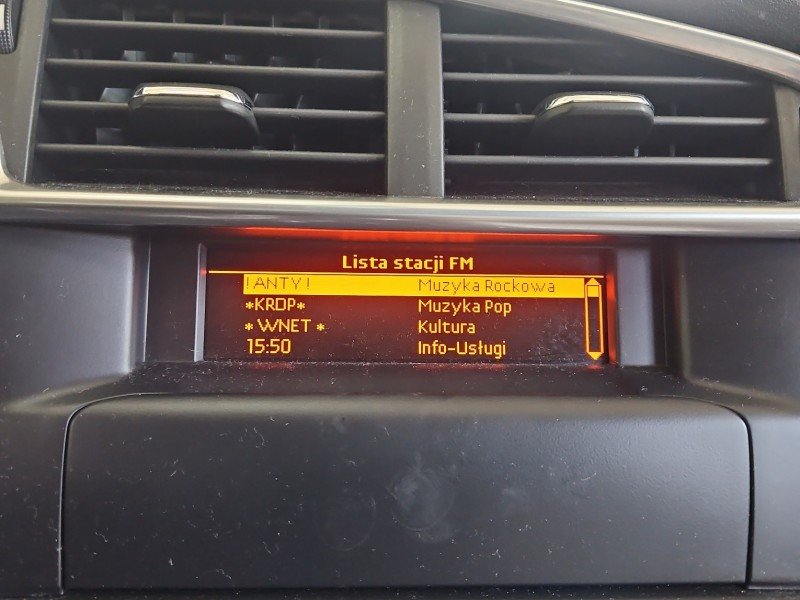 Lista stacji FM
!ANTY! Muzyka Rockowa
*KRDP* Muzyka Pop
* WNET * Kultura
15:50 Info-Usługi